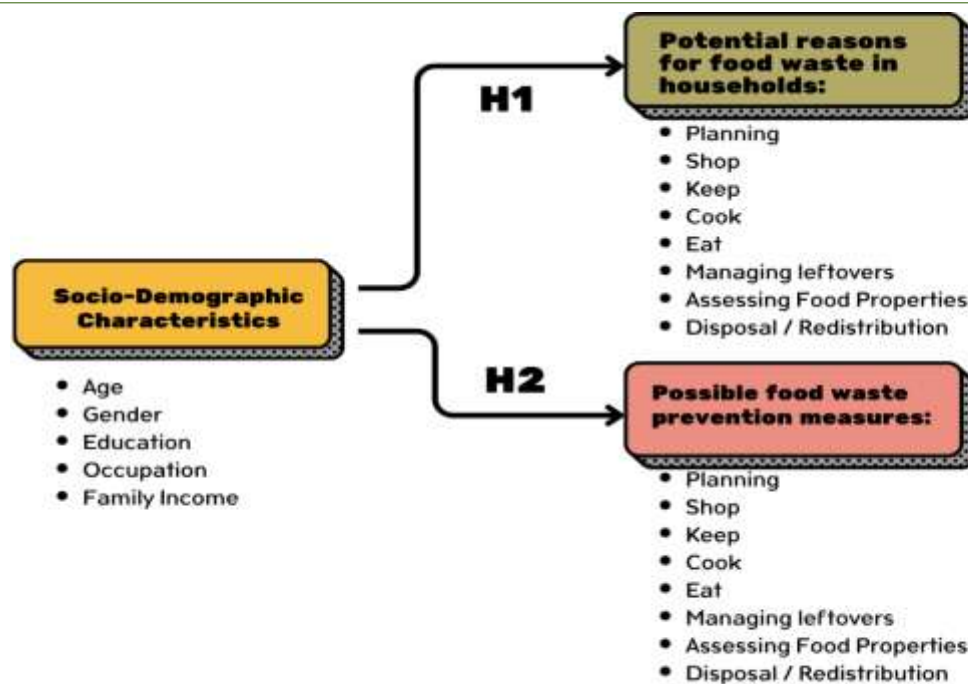 Potential reasons
for food waste in
households:
H1
• Planning
• Shop
• Keep
• Cook
• Eat
• Managing leftovers
• Assessing Food Properties
• Disposal / Redistribution
Socio-Demographic
Characteristics
• Age
• Gender
• Education
• Occupation
• Family Income
H2
Possible food waste
prevention measures:
• Planning
• Shop
• Keep
• Cook
• Eat
• Managing leftovers
• Assessing Food Properties
• Disposal / Redistribution